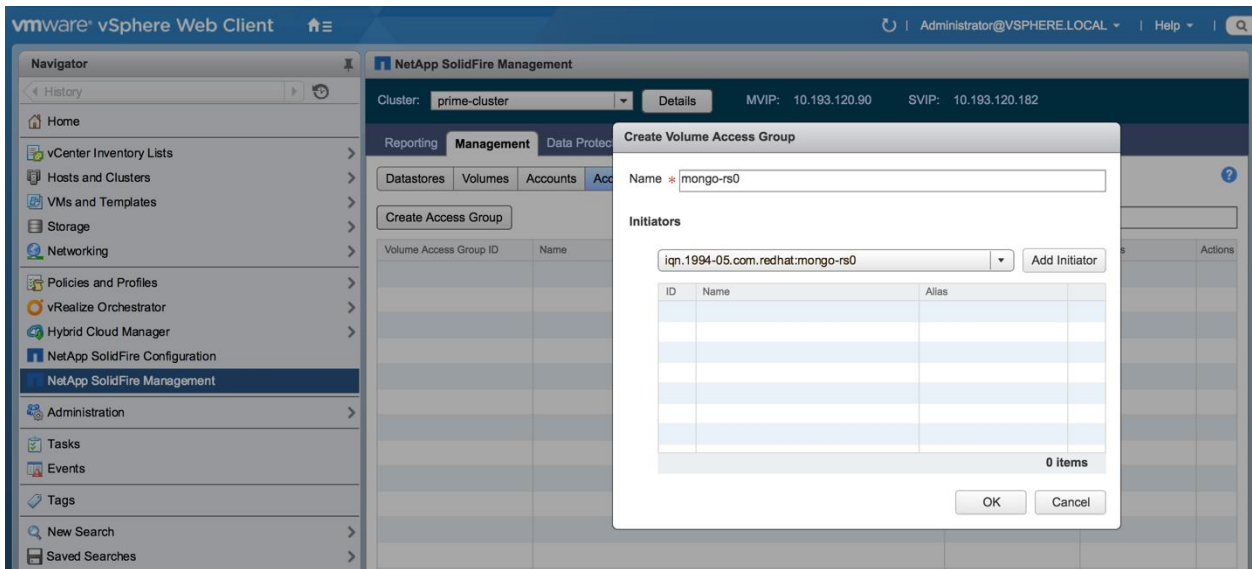 vmware® vSphere Web Client
Administrator@VSPHERE.LOCAL | Help
Navigator
History
Home
vCenter Inventory Lists
Hosts and Clusters
VMs and Templates
Storage
Networking
Policies and Profiles
vRealize Orchestrator
Hybrid Cloud Manager
NetApp SolidFire Configuration
NetApp SolidFire Management
Administration
Tasks
Events
Tags
New Search
Saved Searches
NetApp SolidFire Management
Cluster: prime-cluster Details MVIP: 10.193.120.90 SVIP: 10.193.120.182
Reporting Management Data Protec
Datastores Volumes Accounts Acc
Create Access Group
Volume Access Group ID Name s Actions
Create Volume Access Group
Name * mongo-rs0
Initiators
iqn.1994-05.com.redhat:mongo-rs0 Add Initiator
ID Name Alias
0 items
OK Cancel